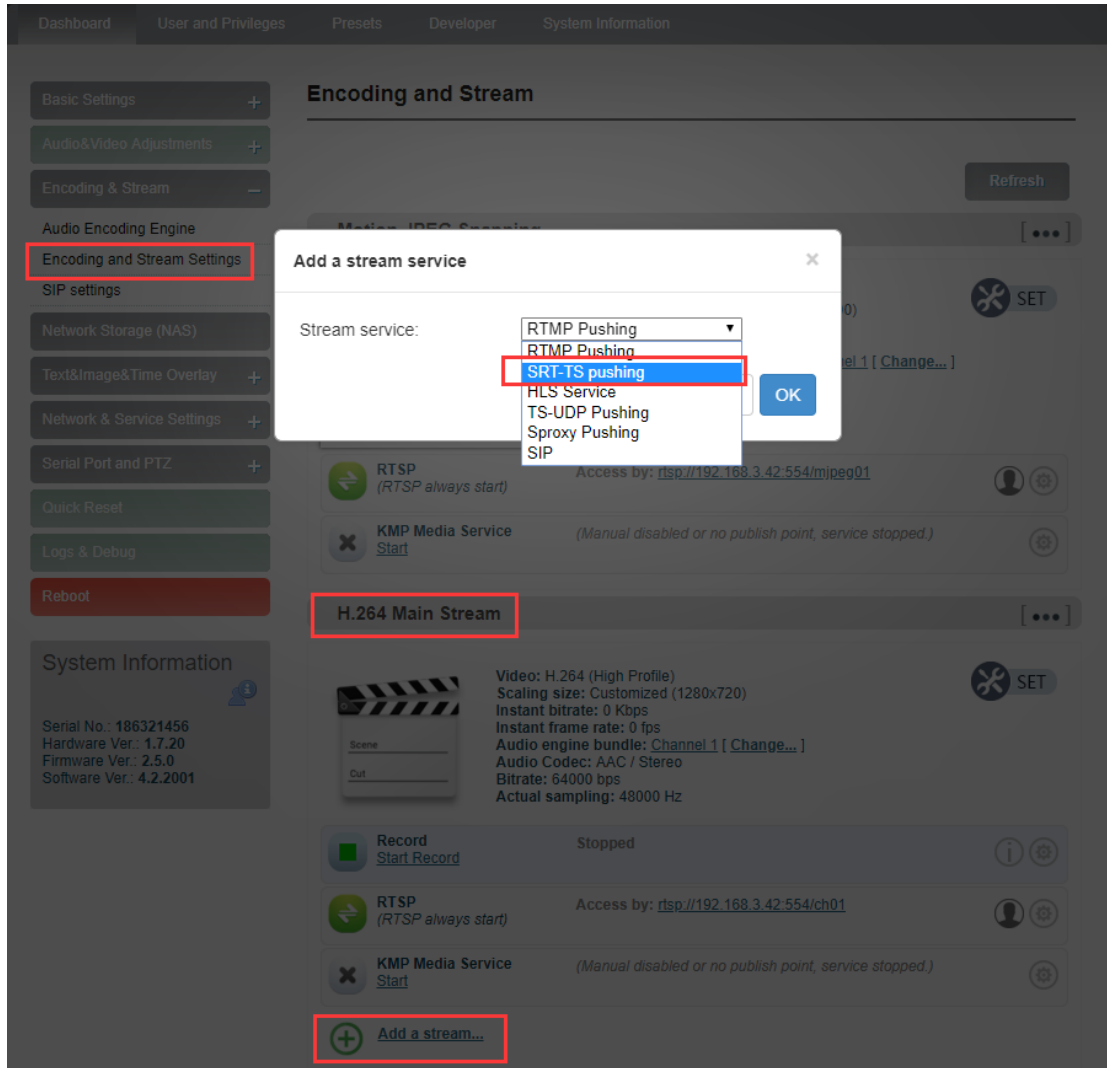 Dashboard User and Privileges Presets Developer System Information
Basic Settings
Audio&Video Adjustments
Encoding & Stream
Audio Encoding Engine
Encoding and Stream Settings
SIP settings
Network Storage (NAS)
Text&Image&Time Overlay
Network & Service Settings
Serial Port and PTZ
Quick Reset
Logs & Debug
Reboot
System Information
Serial No.: 186321456
Hardware Ver.: 1.7.20
Firmware Ver.: 2.5.0
Software Ver.: 4.2.2001
Encoding and Stream
Refresh
Motion JPEG Snapping
[•••]
SET
0)
el 1 [ Change... ]
Add a stream service
×
Stream service:
RTMP Pushing
RTMP Pushing
SRT-TS pushing
HLS Service
TS-UDP Pushing
Sproxy Pushing
SIP
OK
RTSP
(RTSP always start)
Access by: rtsp://192.168.3.42:554/mjpeg01
KMP Media Service
Start
(Manual disabled or no publish point, service stopped.)
H.264 Main Stream
[•••]
Scene
Cut
Video: H.264 (High Profile)
Scaling size: Customized (1280x720)
Instant bitrate: 0 Kbps
Instant frame rate: 0 fps
Audio engine bundle: Channel 1 [ Change... ]
Audio Codec: AAC / Stereo
Bitrate: 64000 bps
Actual sampling: 48000 Hz
SET
Record
Start Record
Stopped
RTSP
(RTSP always start)
Access by: rtsp://192.168.3.42:554/ch01
KMP Media Service
Start
(Manual disabled or no publish point, service stopped.)
Add a stream...